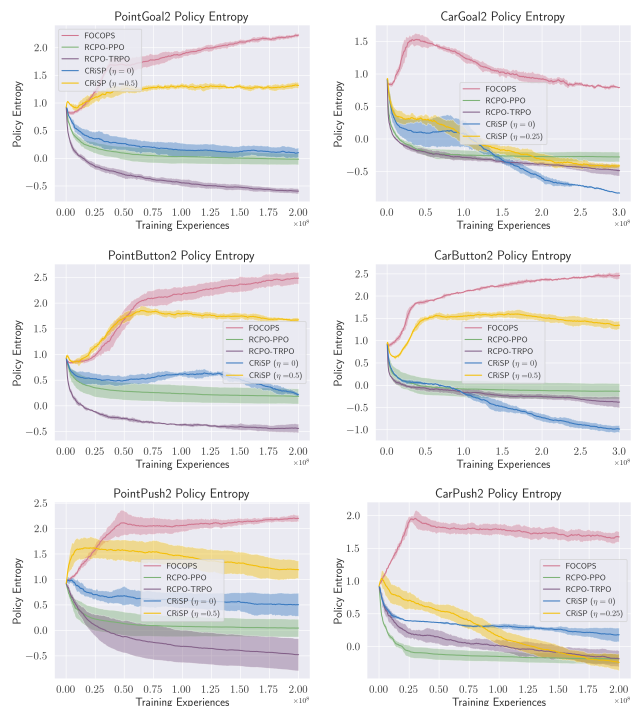 PointGoal2 Policy Entropy
Policy Entropy
2.0
1.5
1.0
0.5
0.0
−0.5
FOCOPS
RCPO-PPO
RCPO-TRPO
CRiSP (η = 0)
CRiSP (η =0.5)
0.00 0.25 0.50 0.75 1.00 1.25 1.50 1.75 2.00
Training Experiences
×10⁸
CarGoal2 Policy Entropy
Policy Entropy
1.5
1.0
0.5
0.0
−0.5
FOCOPS
RCPO-PPO
RCPO-TRPO
CRiSP (η = 0)
CRiSP (η =0.25)
0.0 0.5 1.0 1.5 2.0 2.5 3.0
Training Experiences
×10⁸
PointButton2 Policy Entropy
Policy Entropy
2.5
2.0
1.5
1.0
0.5
0.0
−0.5
FOCOPS
RCPO-PPO
RCPO-TRPO
CRiSP (η = 0)
CRiSP (η =0.5)
0.00 0.25 0.50 0.75 1.00 1.25 1.50 1.75 2.00
Training Experiences
×10⁸
CarButton2 Policy Entropy
Policy Entropy
2.5
2.0
1.5
1.0
0.5
0.0
−0.5
−1.0
FOCOPS
RCPO-PPO
RCPO-TRPO
CRiSP (η = 0)
CRiSP (η =0.5)
0.0 0.5 1.0 1.5 2.0 2.5 3.0
Training Experiences
×10⁸
PointPush2 Policy Entropy
Policy Entropy
2.5
2.0
1.5
1.0
0.5
0.0
−0.5
FOCOPS
RCPO-PPO
RCPO-TRPO
CRiSP (η = 0)
CRiSP (η =0.5)
0.00 0.25 0.50 0.75 1.00 1.25 1.50 1.75 2.00
Training Experiences
×10⁸
CarPush2 Policy Entropy
Policy Entropy
2.0
1.5
1.0
0.5
0.0
FOCOPS
RCPO-PPO
RCPO-TRPO
CRiSP (η = 0)
CRiSP (η =0.25)
0.00 0.25 0.50 0.75 1.00 1.25 1.50 1.75 2.00
Training Experiences
×10⁸